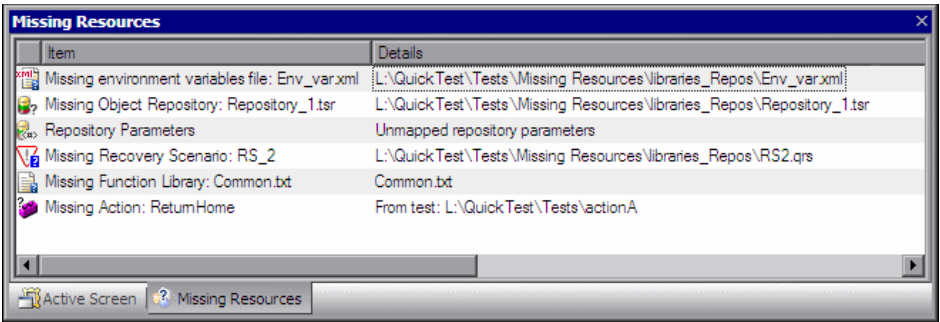 Missing Resources
Item Details
Missing environment variables file: Env_var.xml L:\QuickTest\Tests\Missing Resources\libraries_Repos\Env_var.xml
Missing Object Repository: Repository_1.tsr L:\QuickTest\Tests\Missing Resources\libraries_Repos\Repository_1.tsr
Repository Parameters Unmapped repository parameters
Missing Recovery Scenario: RS_2 L:\QuickTest\Tests\Missing Resources\libraries_Repos\RS2.qrs
Missing Function Library: Common.txt Common.txt
Missing Action: ReturnHome From test: L:\QuickTest\Tests\actionA
Active Screen Missing Resources